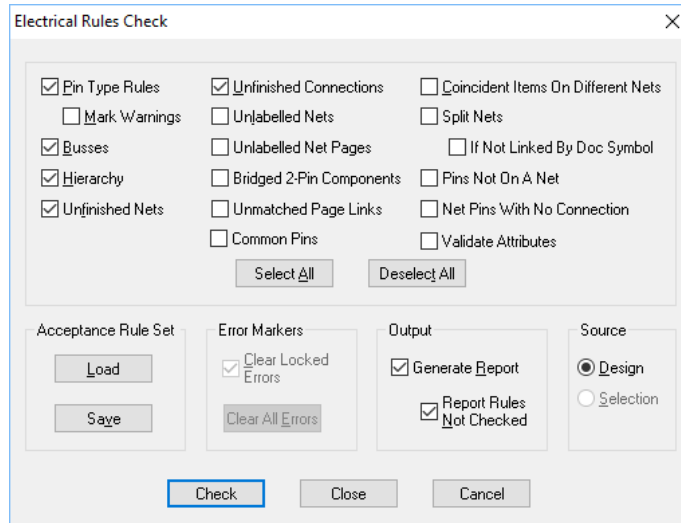 Electrical Rules Check
Pin Type Rules
Mark Warnings
Busses
Hierarchy
Unfinished Nets
Unfinished Connections
Unlabelled Nets
Unlabelled Net Pages
Bridged 2-Pin Components
Unmatched Page Links
Common Pins
Coincident Items On Different Nets
Split Nets
If Not Linked By Doc Symbol
Pins Not On A Net
Net Pins With No Connection
Validate Attributes
Select All
Deselect All
Acceptance Rule Set
Load
Save
Error Markers
Clear Locked
Errors
Clear All Errors
Output
Generate Report
Report Rules
Not Checked
Source
Design
Selection
Check
Close
Cancel